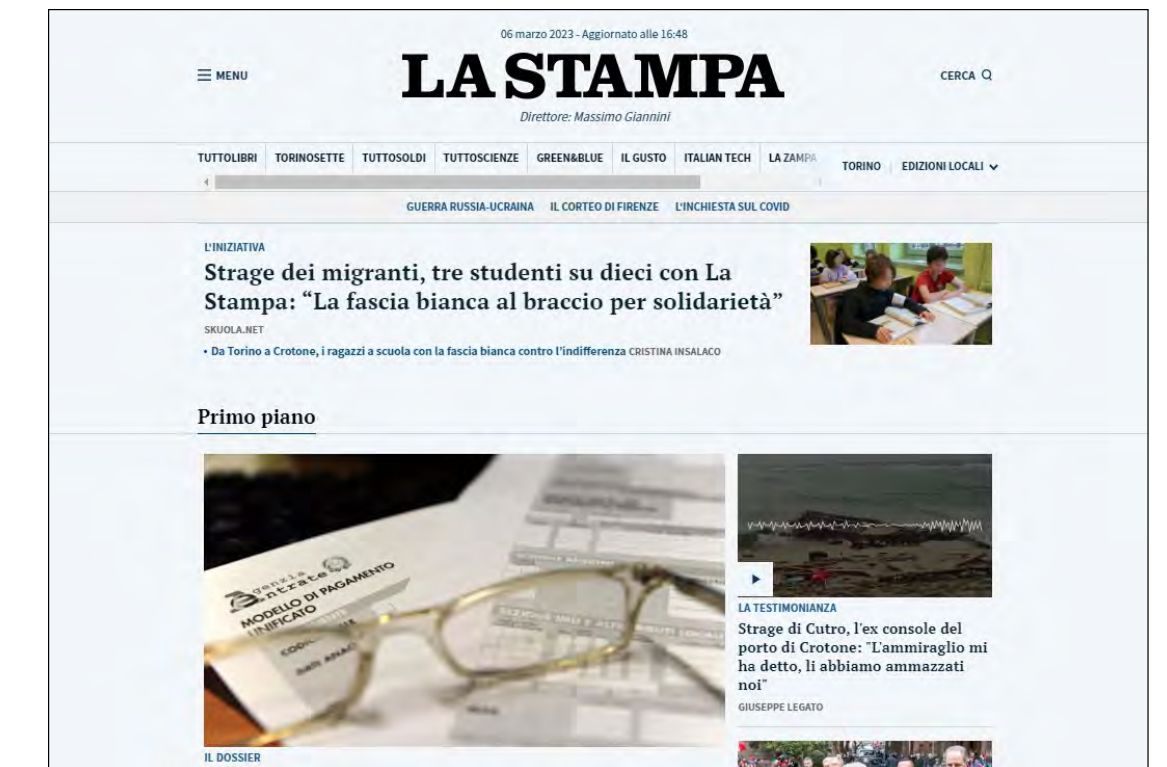 06 marzo 2023 - Aggiornato alle 16:48
MENU
LA STAMPA
CERCA
Direttore: Massimo Giannini
TUTTOLIBRI TORINOSETTE TUTTOSOLDI TUTTOSCIENZE GREEN&BLUE IL GUSTO ITALIAN TECH LA ZAMPA TORINO EDIZIONI LOCALI
GUERRA RUSSIA-UCRAINA IL CORTEO DI FIRENZE L'INCHIESTA SUL COVID
L'INIZIATIVA
Strage dei migranti, tre studenti su dieci con La
Stampa: “La fascia bianca al braccio per solidarietà”
SKUOLA.NET
• Da Torino a Crotone, i ragazzi a scuola con la fascia bianca contro l'indifferenza CRISTINA INSALACO
Primo piano
genzia
ntrate
MODELLO DI PAGAMENTO
UNIFICATO
IL DOSSIER
LA TESTIMONIANZA
Strage di Cutro, l'ex console del
porto di Crotone: "L'ammiraglio mi
ha detto, li abbiamo ammazzati
noi"
GIUSEPPE LEGATO